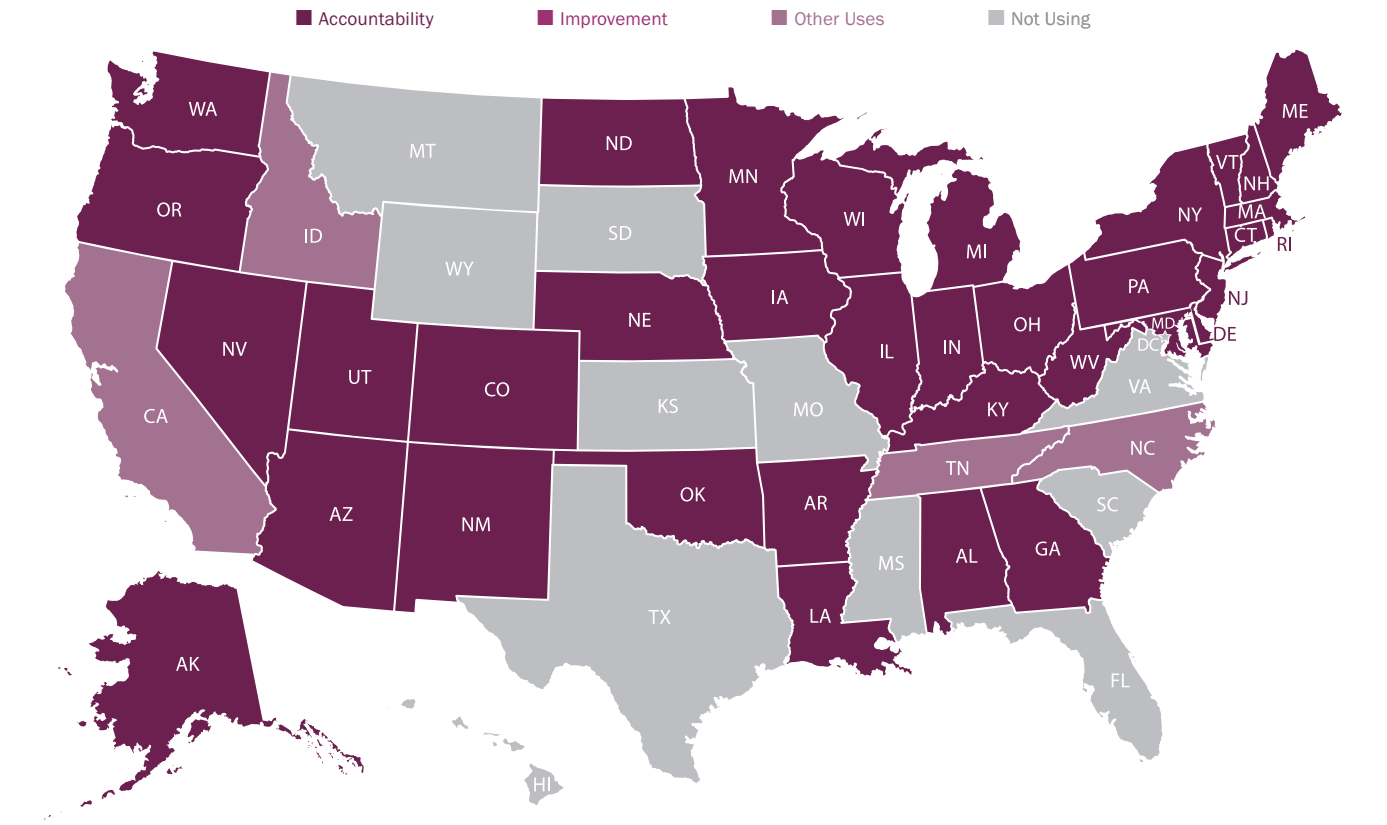 Accountability Improvement Other Uses Not Using
WA
MT
ND
MN
ME
VT
NH
OR
ID
SD
WI
MI
NY
MA
CT
RI
WY
IA
NE
PA
NJ
NV
UT
CO
IL
IN
OH
WV
MD
DE
DC
VA
CA
KS
MO
KY
NC
TN
AZ
NM
OK
AR
SC
MS
AL
GA
TX
LA
AK
FL
HI